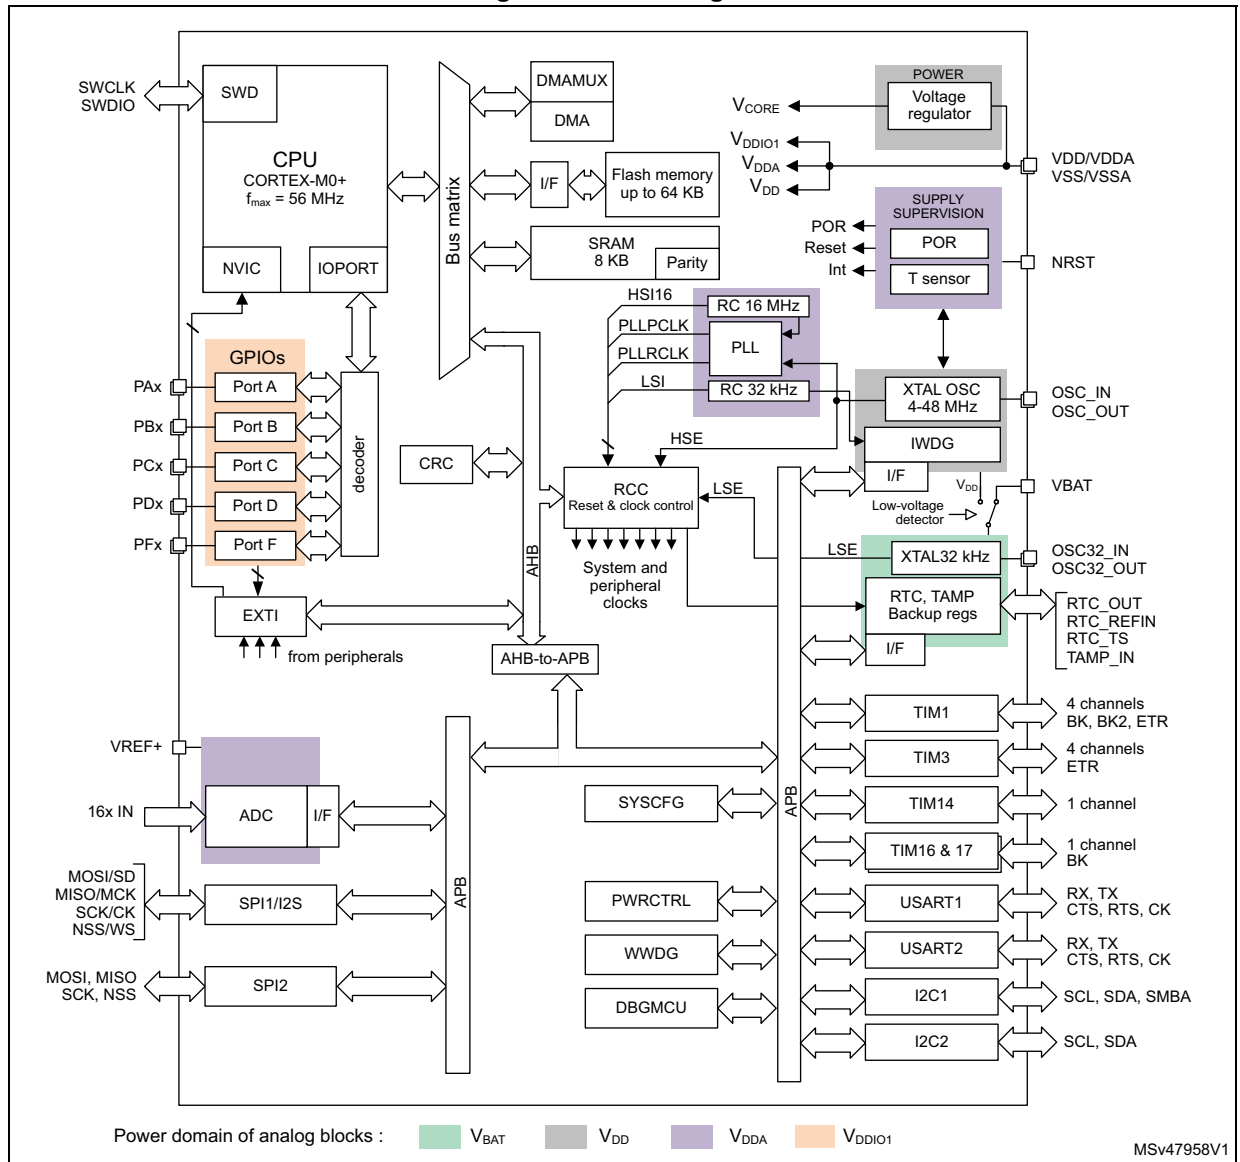 SWCLK
SWDIO
SWD
CPU
CORTEX-M0+
fmax = 56 MHz
NVIC
IOPORT
Bus matrix
DMAMUX
DMA
I/F
Flash memory
up to 64 KB
SRAM
8 KB
Parity
POWER
Voltage
regulator
VCORE
VDDIO1
VDDA
VDD
VDD/VDDA
VSS/VSSA
SUPPLY
SUPERVISION
POR
T sensor
POR
Reset
Int
NRST
HSI16
PLLPCLK
PLLRCLK
LSI
RC 16 MHz
PLL
RC 32 kHz
XTAL OSC
4-48 MHz
OSC_IN
OSC_OUT
IWDG
I/F
HSE
GPIOs
PAx
Port A
PBx
Port B
PCx
Port C
PDx
Port D
PFx
Port F
decoder
CRC
RCC
Reset & clock control
LSE
VDD
VBAT
Low-voltage
detector
System and
peripheral
clocks
LSE
XTAL32 kHz
OSC32_IN
OSC32_OUT
RTC, TAMP
Backup regs
I/F
RTC_OUT
RTC_REFIN
RTC_TS
TAMP_IN
EXTI
from peripherals
AHB
AHB-to-APB
VREF+
16x IN
ADC
I/F
MOSI/SD
MISO/MCK
SCK/CK
NSS/WS
SPI1/I2S
MOSI, MISO
SCK, NSS
SPI2
APB
SYSCFG
PWRCTRL
WWDG
DBGMCU
APB
TIM1
4 channels
BK, BK2, ETR
TIM3
4 channels
ETR
TIM14
1 channel
TIM16 & 17
1 channel
BK
USART1
RX, TX
CTS, RTS, CK
USART2
RX, TX
CTS, RTS, CK
I2C1
SCL, SDA, SMBA
I2C2
SCL, SDA
Power domain of analog blocks :
VBAT
VDD
VDDA
VDDIO1
MSv47958V1